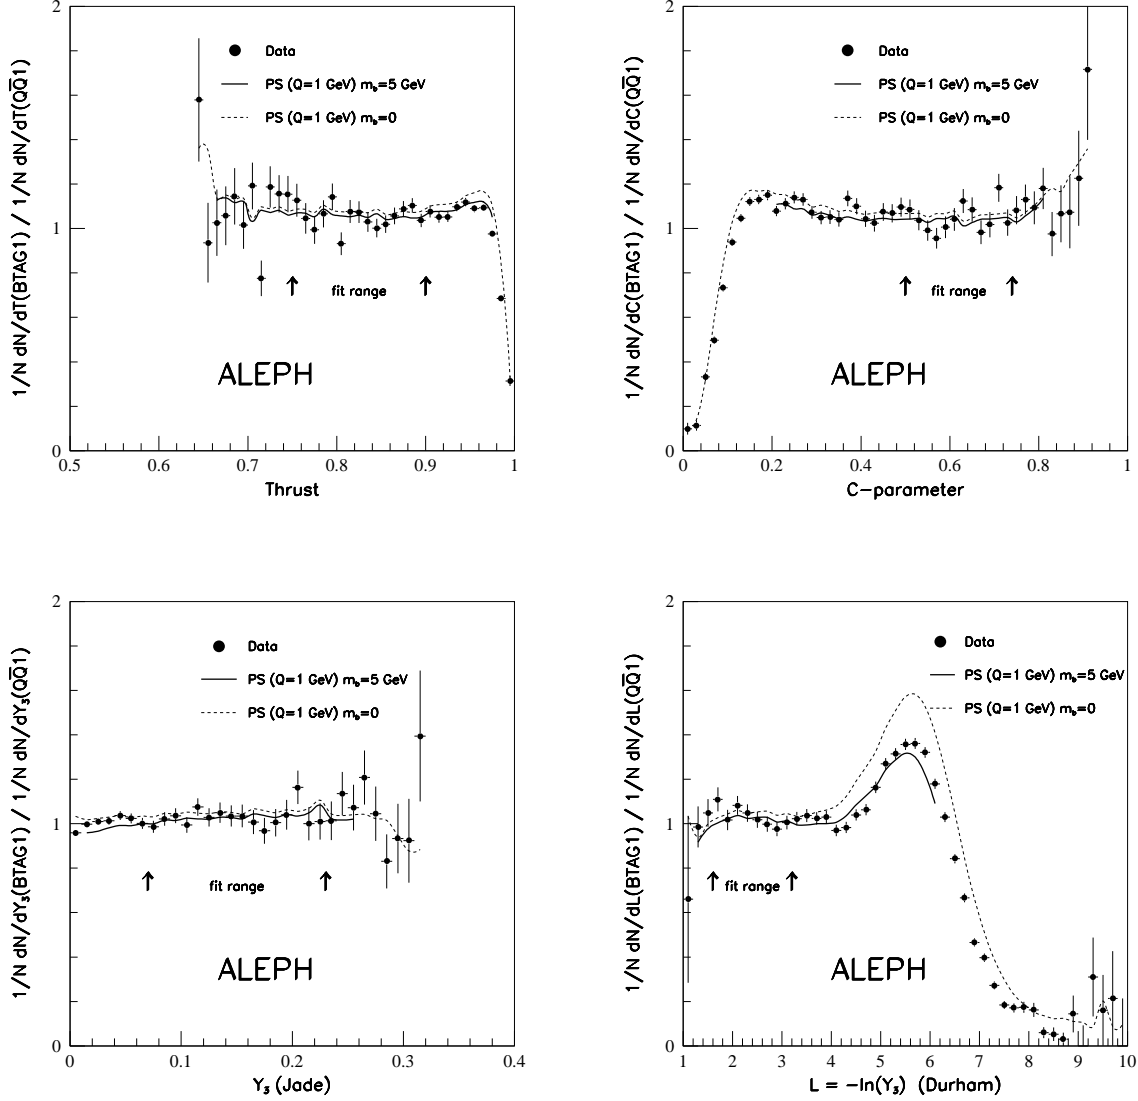 1/N dN/dT(BTAG1) / 1/N dN/dT(QQ̅1)
2
1
0
Data
PS (Q=1 GeV) m_b=5 GeV
PS (Q=1 GeV) m_b=0
fit range
ALEPH
0.5 0.6 0.7 0.8 0.9 1
Thrust
1/N dN/dC(BTAG1) / 1/N dN/dC(QQ̅1)
2
1
0
Data
PS (Q=1 GeV) m_b=5 GeV
PS (Q=1 GeV) m_b=0
fit range
ALEPH
0 0.2 0.4 0.6 0.8 1
C-parameter
1/N dN/dY₃(BTAG1) / 1/N dN/dY₃(QQ̅1)
2
1
0
Data
PS (Q=1 GeV) m_b=5 GeV
PS (Q=1 GeV) m_b=0
fit range
ALEPH
0 0.1 0.2 0.3 0.4
Y₃ (Jade)
1/N dN/dL(BTAG1) / 1/N dN/dL(QQ̅1)
2
1
0
Data
PS (Q=1 GeV) m_b=5 GeV
PS (Q=1 GeV) m_b=0
fit range
ALEPH
1 2 3 4 5 6 7 8 9 10
L = -ln(Y₃) (Durham)